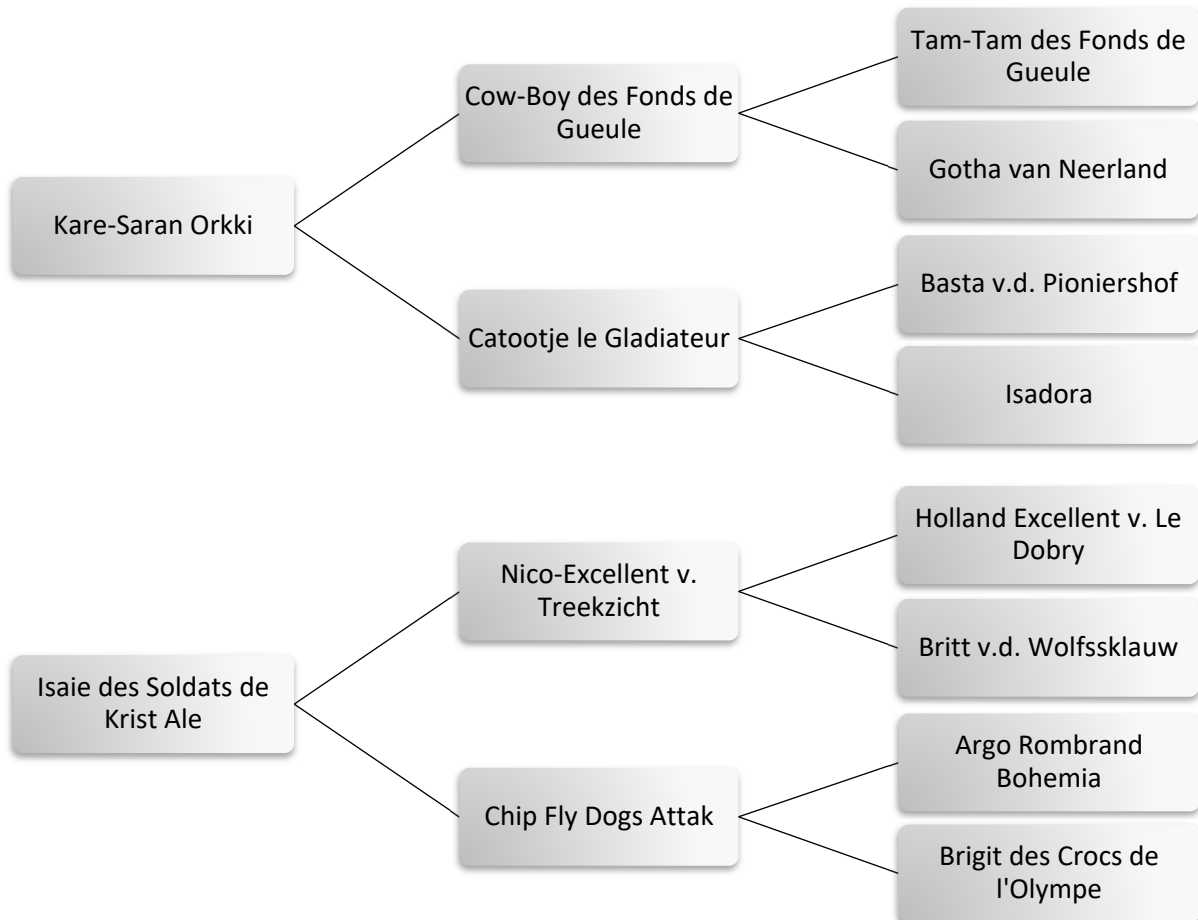 Tam-Tam des Fonds de
Gueule
Cow-Boy des Fonds de
Gueule
Gotha van Neerland
Kare-Saran Orkki
Basta v.d. Pioniershof
Catootje le Gladiateur
Isadora
Holland Excellent v. Le
Dobry
Nico-Excellent v.
Treekzicht
Britt v.d. Wolfssklauw
Isaie des Soldats de
Krist Ale
Argo Rombrand
Bohemia
Chip Fly Dogs Attak
Brigit des Crocs de
l'Olympe